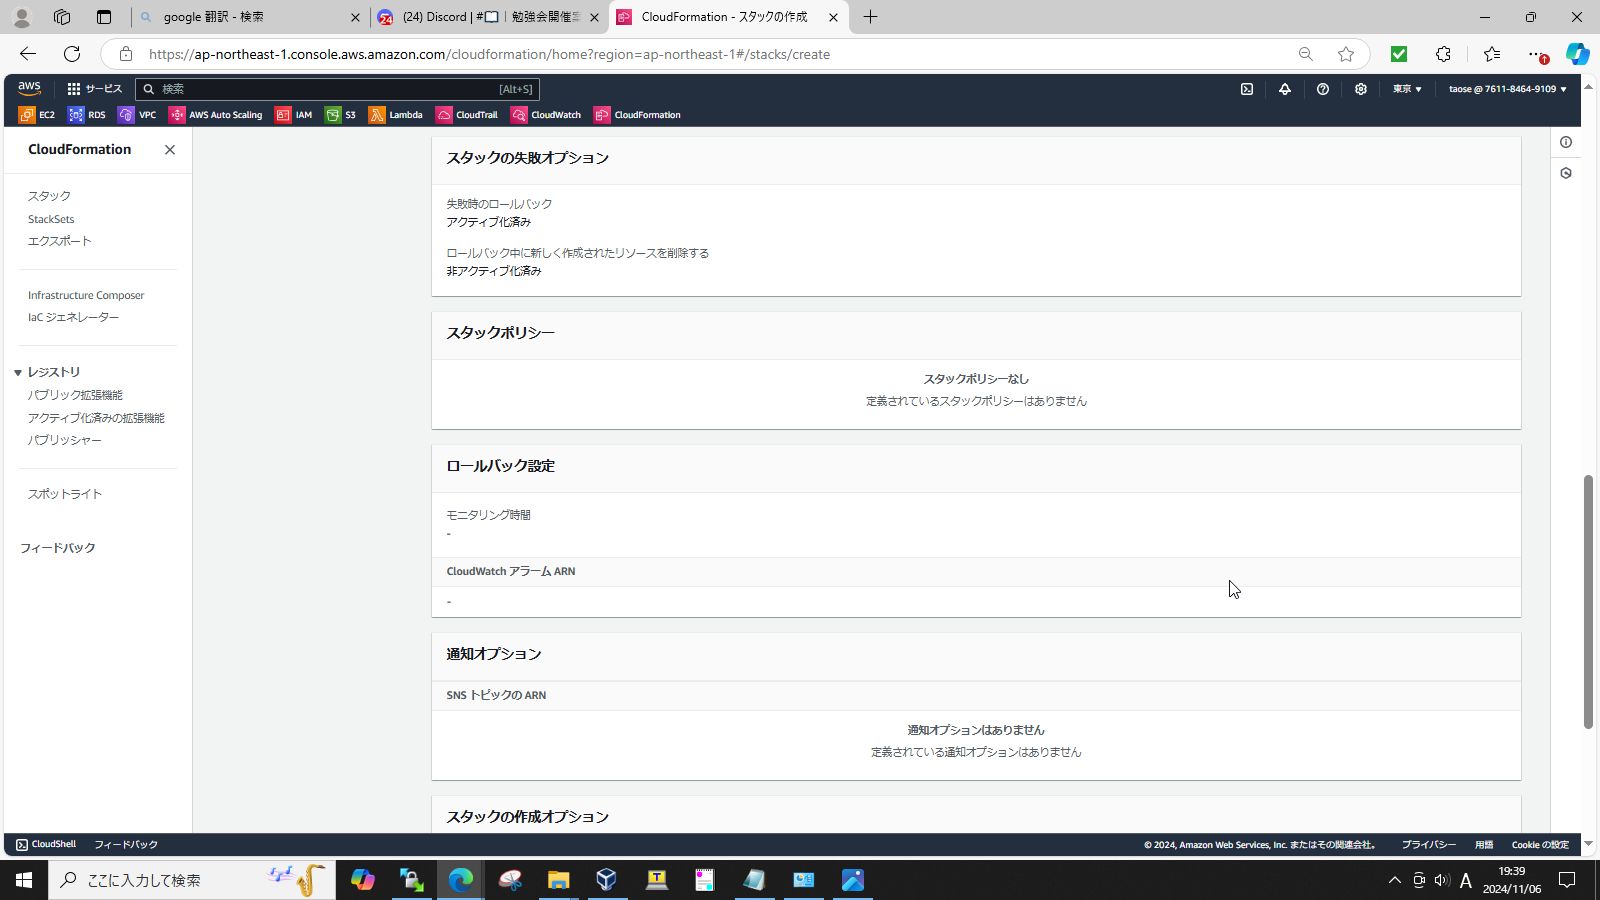 google 翻訳 - 検索
(24) Discord | #📖｜勉強会開催案
CloudFormation - スタックの作成
https://ap-northeast-1.console.aws.amazon.com/cloudformation/home?region=ap-northeast-1#/stacks/create
aws
サービス
検索
[Alt+S]
東京 ▼
taose @ 7611-8464-9109 ▼
EC2
RDS
VPC
AWS Auto Scaling
IAM
S3
Lambda
CloudTrail
CloudWatch
CloudFormation
CloudFormation
スタック
StackSets
エクスポート
Infrastructure Composer
IaC ジェネレーター
▼ レジストリ
パブリック拡張機能
アクティブ化済みの拡張機能
パブリッシャー
スポットライト
フィードバック
スタックの失敗オプション
失敗時のロールバック
アクティブ化済み
ロールバック中に新しく作成されたリソースを削除する
非アクティブ化済み
スタックポリシー
スタックポリシーなし
定義されているスタックポリシーはありません
ロールバック設定
モニタリング時間
-
CloudWatch アラーム ARN
-
通知オプション
SNS トピックの ARN
通知オプションはありません
定義されている通知オプションはありません
スタックの作成オプション
CloudShell
フィードバック
© 2024, Amazon Web Services, Inc. またはその関連会社。
プライバシー
用語
Cookie の設定
ここに入力して検索
A
19:39
2024/11/06